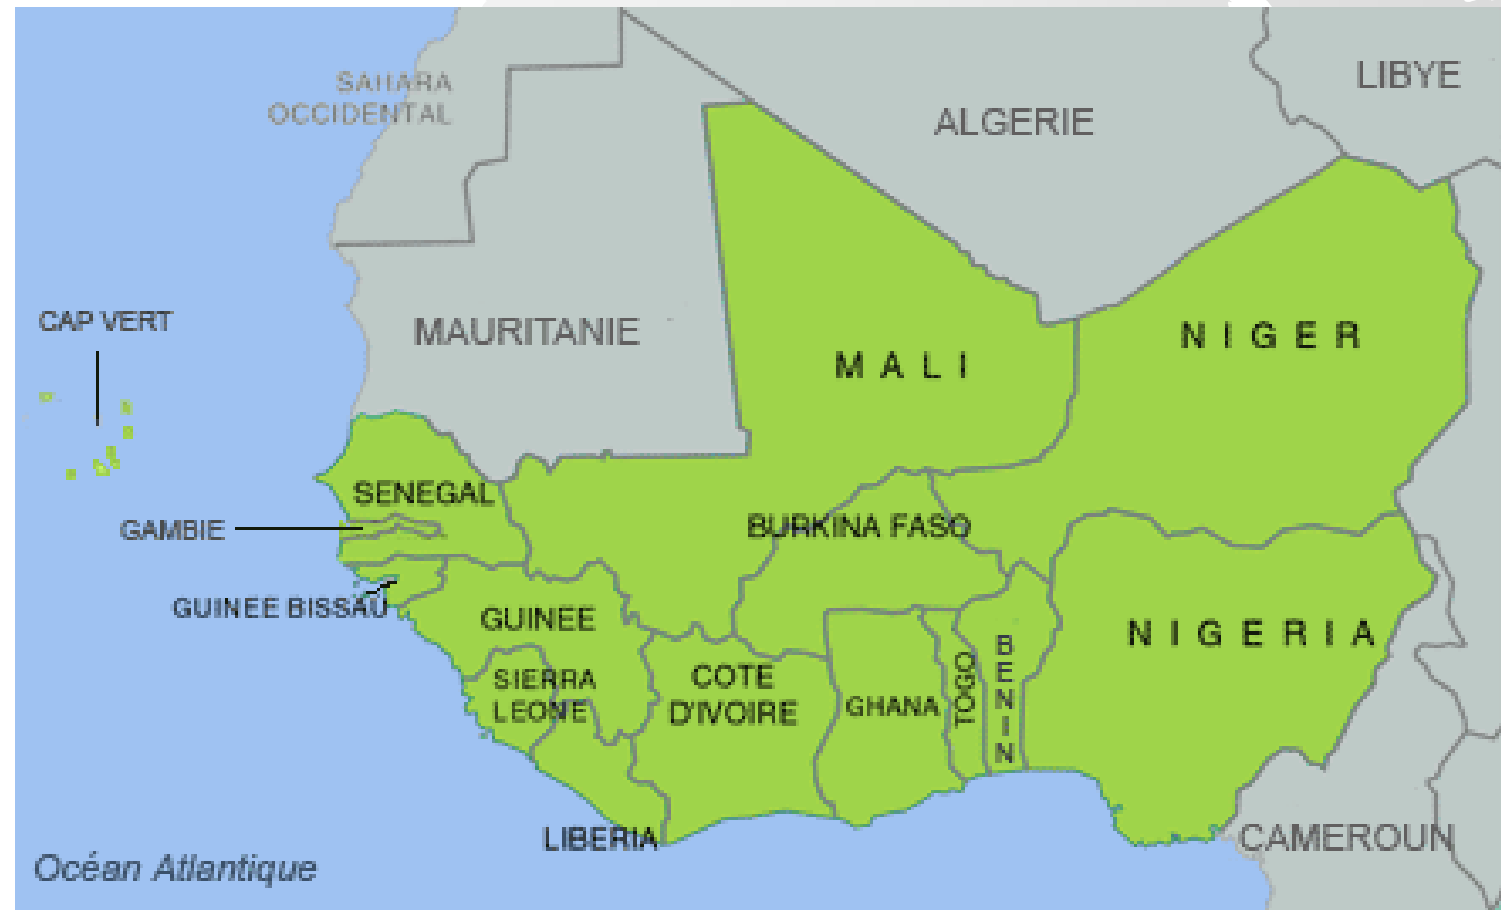 SAHARA
OCCIDENTAL
LIBYE
ALGERIE
CAP VERT
MAURITANIE
NIGER
MALI
SENEGAL
GAMBIE
BURKINA FASO
GUINEE BISSAU
GUINEE
NIGERIA
SIERRA
LEONE
COTE
D'IVOIRE
GHANA
TOGO
BENIN
LIBERIA
CAMEROUN
Océan Atlantique